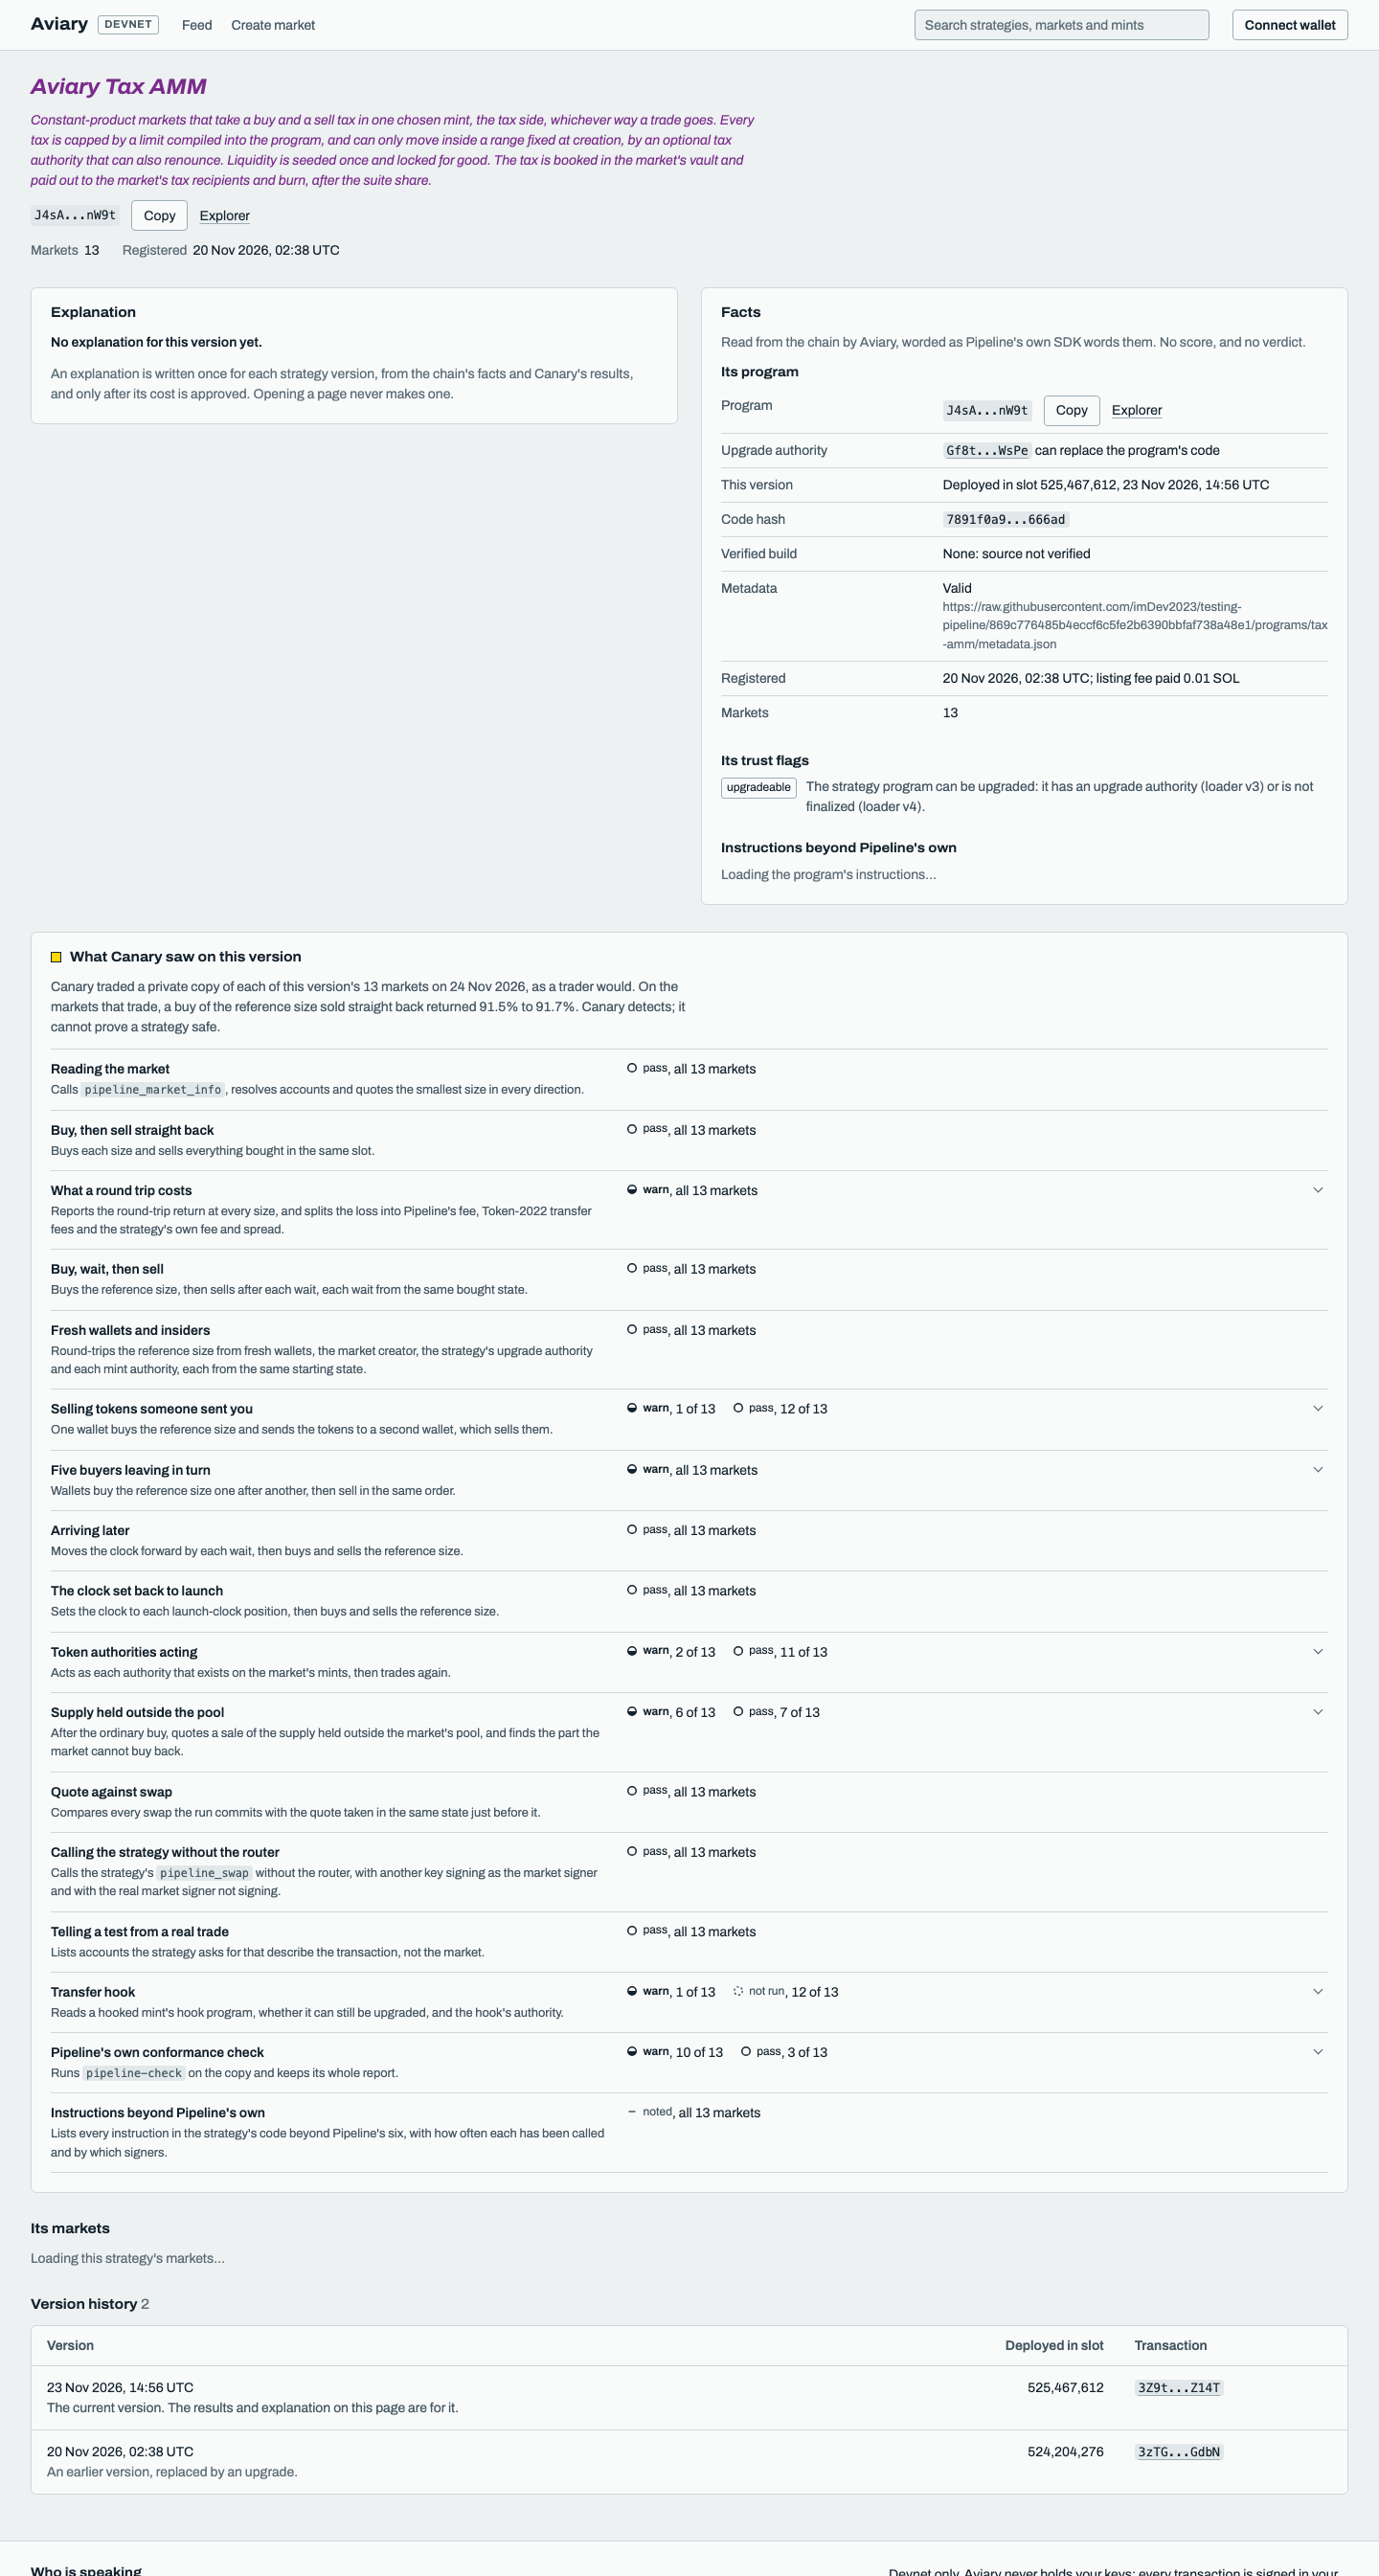 Aviary DEVNET Feed Create market Search strategies, markets and mints Connect wallet
Aviary Tax AMM
Constant-product markets that take a buy and a sell tax in one chosen mint, the tax side, whichever way a trade goes. Every
tax is capped by a limit compiled into the program, and can only move inside a range fixed at creation, by an optional tax
authority that can also renounce. Liquidity is seeded once and locked for good. The tax is booked in the market's vault and
paid out to the market's tax recipients and burn, after the suite share.
J4sA...nW9t Copy Explorer
Markets 13 Registered 20 Nov 2026, 02:38 UTC
Explanation
No explanation for this version yet.
An explanation is written once for each strategy version, from the chain's facts and Canary's results,
and only after its cost is approved. Opening a page never makes one.
Facts
Read from the chain by Aviary, worded as Pipeline's own SDK words them. No score, and no verdict.
Its program
Program J4sA...nW9t Copy Explorer
Upgrade authority Gf8t...WsPe can replace the program's code
This version Deployed in slot 525,467,612, 23 Nov 2026, 14:56 UTC
Code hash 7891f0a9...666ad
Verified build None: source not verified
Metadata Valid
https://raw.githubusercontent.com/imDev2023/testing-
pipeline/869c776485b4eccf6c5fe2b6390bbfaf738a48e1/programs/tax
-amm/metadata.json
Registered 20 Nov 2026, 02:38 UTC; listing fee paid 0.01 SOL
Markets 13
Its trust flags
upgradeable The strategy program can be upgraded: it has an upgrade authority (loader v3) or is not
finalized (loader v4).
Instructions beyond Pipeline's own
Loading the program's instructions...
What Canary saw on this version
Canary traded a private copy of each of this version's 13 markets on 24 Nov 2026, as a trader would. On the
markets that trade, a buy of the reference size sold straight back returned 91.5% to 91.7%. Canary detects; it
cannot prove a strategy safe.
Reading the market pass, all 13 markets
Calls pipeline_market_info, resolves accounts and quotes the smallest size in every direction.
Buy, then sell straight back pass, all 13 markets
Buys each size and sells everything bought in the same slot.
What a round trip costs warn, all 13 markets
Reports the round-trip return at every size, and splits the loss into Pipeline's fee, Token-2022 transfer
fees and the strategy's own fee and spread.
Buy, wait, then sell pass, all 13 markets
Buys the reference size, then sells after each wait, each wait from the same bought state.
Fresh wallets and insiders pass, all 13 markets
Round-trips the reference size from fresh wallets, the market creator, the strategy's upgrade authority
and each mint authority, each from the same starting state.
Selling tokens someone sent you warn, 1 of 13 pass, 12 of 13
One wallet buys the reference size and sends the tokens to a second wallet, which sells them.
Five buyers leaving in turn warn, all 13 markets
Wallets buy the reference size one after another, then sell in the same order.
Arriving later pass, all 13 markets
Moves the clock forward by each wait, then buys and sells the reference size.
The clock set back to launch pass, all 13 markets
Sets the clock to each launch-clock position, then buys and sells the reference size.
Token authorities acting warn, 2 of 13 pass, 11 of 13
Acts as each authority that exists on the market's mints, then trades again.
Supply held outside the pool warn, 6 of 13 pass, 7 of 13
After the ordinary buy, quotes a sale of the supply held outside the market's pool, and finds the part the
market cannot buy back.
Quote against swap pass, all 13 markets
Compares every swap the run commits with the quote taken in the same state just before it.
Calling the strategy without the router pass, all 13 markets
Calls the strategy's pipeline_swap without the router, with another key signing as the market signer
and with the real market signer not signing.
Telling a test from a real trade pass, all 13 markets
Lists accounts the strategy asks for that describe the transaction, not the market.
Transfer hook warn, 1 of 13 not run, 12 of 13
Reads a hooked mint's hook program, whether it can still be upgraded, and the hook's authority.
Pipeline's own conformance check warn, 10 of 13 pass, 3 of 13
Runs pipeline-check on the copy and keeps its whole report.
Instructions beyond Pipeline's own noted, all 13 markets
Lists every instruction in the strategy's code beyond Pipeline's six, with how often each has been called
and by which signers.
Its markets
Loading this strategy's markets...
Version history 2
Version Deployed in slot Transaction
23 Nov 2026, 14:56 UTC 525,467,612 3Z9t...Z14T
The current version. The results and explanation on this page are for it.
20 Nov 2026, 02:38 UTC 524,204,276 3zTG...GdbN
An earlier version, replaced by an upgrade.
Who is speaking Devnet only. Aviary never holds your keys: every transaction is signed in your